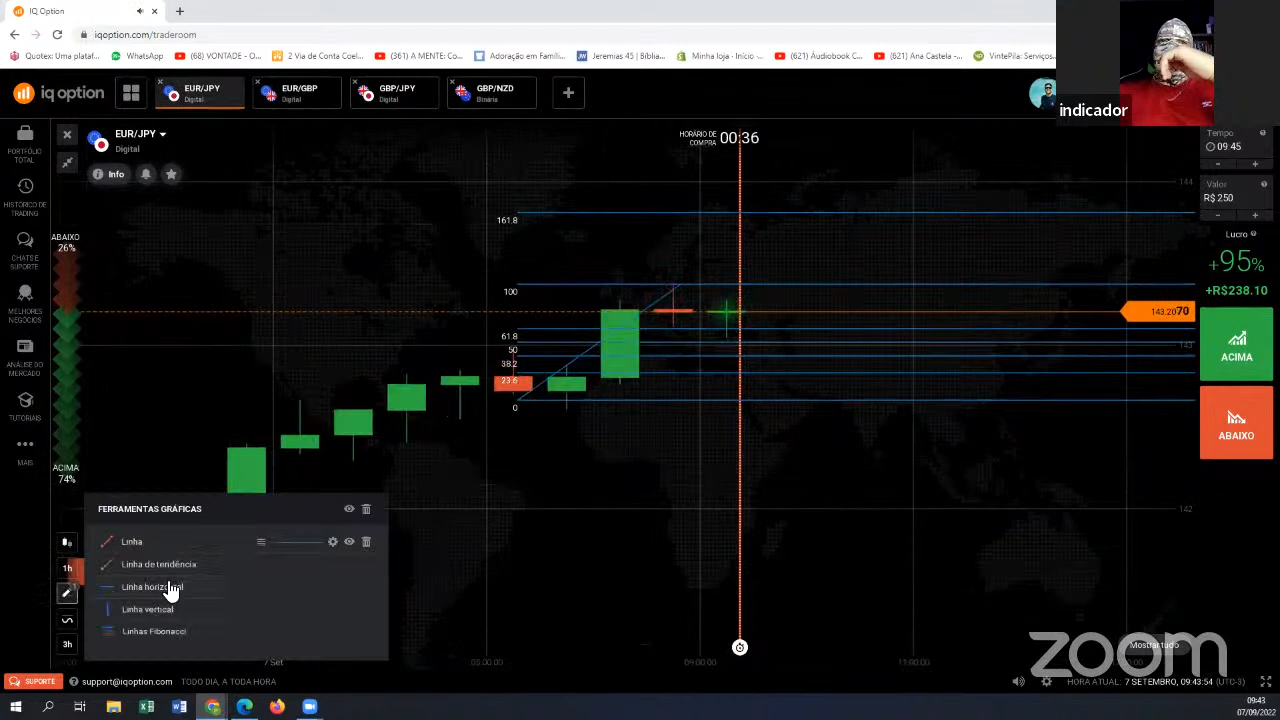 IQ Option
iqoption.com/traderoom
Quotex: Uma plataf...
WhatsApp
(68) VONTADE - O...
2 Via de Conta Coel...
(361) A MENTE: Co...
Adoração em Famíli...
Jeremias 45 | Bíblia...
Minha loja · Início ...
(621) Áudiobook C...
(621) Ana Castela - ...
VintePila: Serviços...
iq option
EUR/JPY
Digital
EUR/GBP
Digital
GBP/JPY
Digital
GBP/NZD
Binária
indicador
PORTFÓLIO
TOTAL
HISTÓRICO DE
TRADING
CHATS E
SUPORTE
MELHORES
NEGÓCIOS
ANÁLISE DO
MERCADO
TUTORIAIS
MAIS
EUR/JPY
Digital
Info
ABAIXO
26%
ACIMA
74%
HORÁRIO DE
COMPRA
00:36
161.8
100
61.8
50
38.2
23.6
0
144
143
142
143.2070
Tempo
09:45
Valor
R$ 250
Lucro
+95%
+R$238.10
ACIMA
ABAIXO
FERRAMENTAS GRÁFICAS
Linha
Linha de tendência
Linha horizontal
Linha vertical
Linhas Fibonacci
1h
1
3h
7 Set
09:00:00
11:00:00
Mostrar tudo
zoom
SUPORTE
support@iqoption.com
TODO DIA, A TODA HORA
HORA ATUAL: 7 SETEMBRO, 09:43:54 (UTC-3)
09:43
07/09/2022